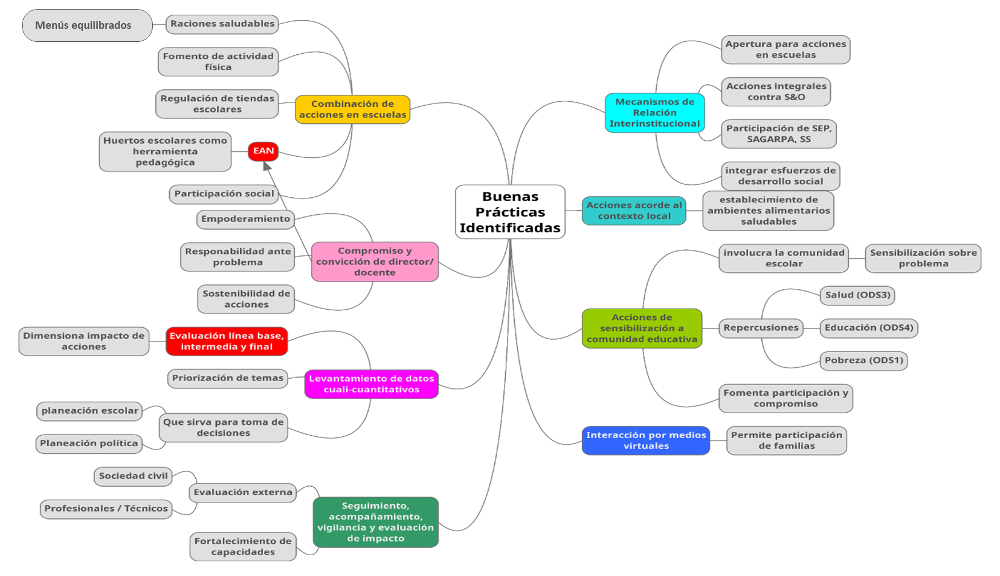 Menús equilibrados
Raciones saludables
Fomento de actividad
física
Regulación de tiendas
escolares
Combinación de
acciones en escuelas
Huertos escolares como
herramienta
pedagógica
EAN
Participación social
Empoderamiento
Responabilidad ante
problema
Compromiso y
convicción de director/
docente
Sostenibilidad de
acciones
Dimensiona impacto de
acciones
Evaluación línea base,
intermedia y final
Priorización de temas
Levantamiento de datos
cuali-cuantitativos
planeación escolar
Que sirva para toma de
decisiones
Planeación política
Sociedad civil
Evaluación externa
Profesionales / Técnicos
Seguimiento,
acompañamiento,
vigilancia y evaluación
de impacto
Fortalecimiento de
capacidades
Buenas
Prácticas
Identificadas
Mecanismos de
Relación
Interinstitucional
Apertura para acciones
en escuelas
Acciones integrales
contra S&O
Participación de SEP,
SAGARPA, SS
integrar esfuerzos de
desarrollo social
Acciones acorde al
contexto local
establecimiento de
ambientes alimentarios
saludables
involucra la comunidad
escolar
Sensibilización sobre
problema
Acciones de
sensibilización a
comunidad educativa
Repercusiones
Salud (ODS3)
Educación (ODS4)
Pobreza (ODS1)
Fomenta participación y
compromiso
Interacción por medios
virtuales
Permite participación
de familias